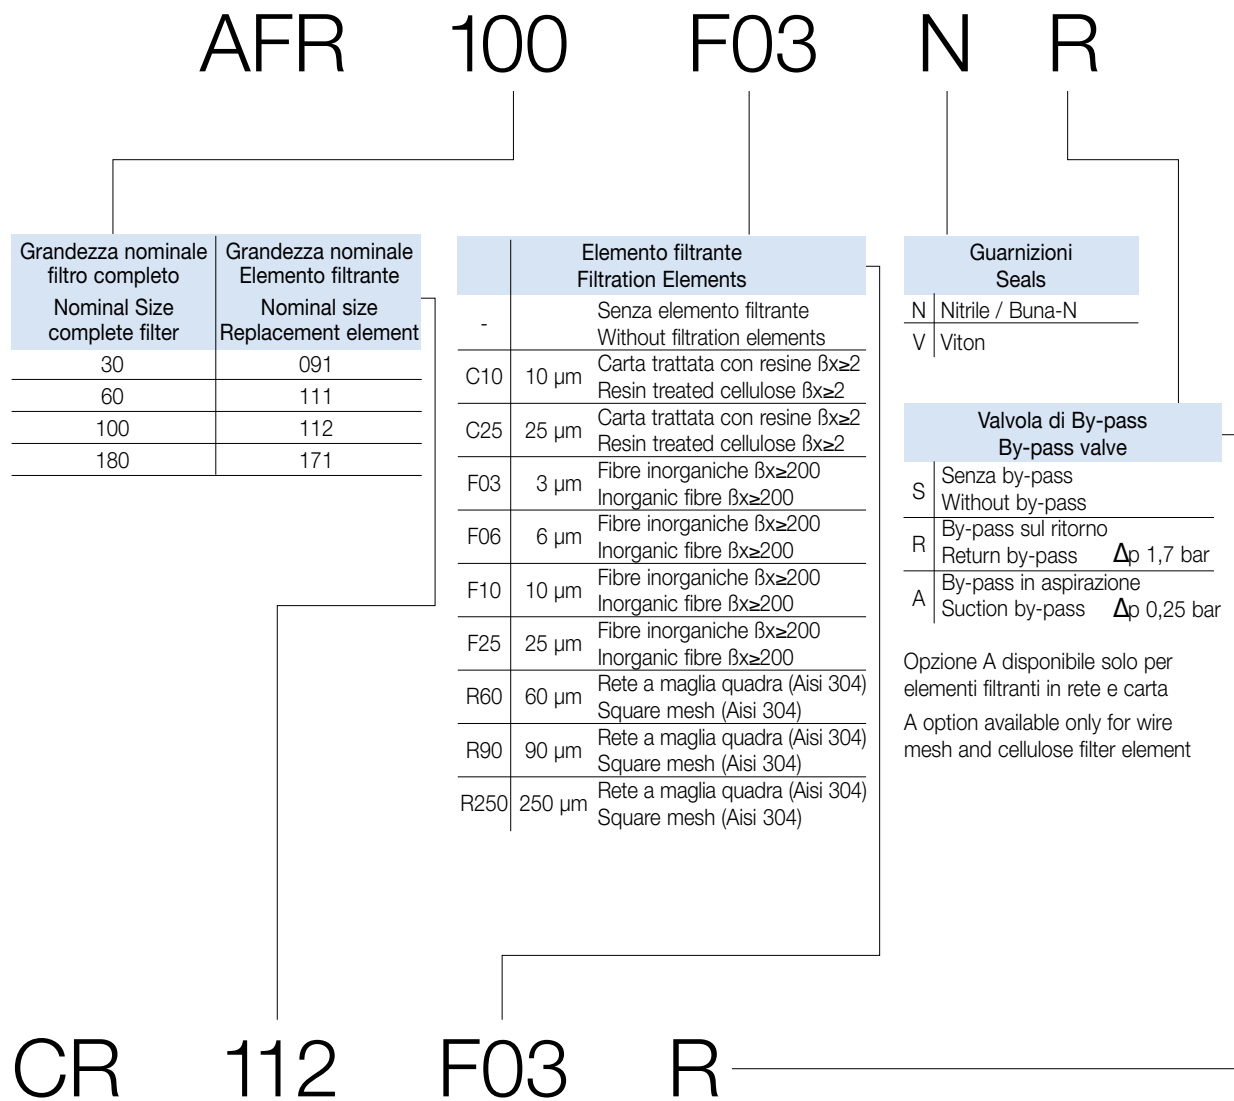 AFR 100 F03 N R
Grandezza nominale
filtro completo
Nominal Size
complete filter
Grandezza nominale
Elemento filtrante
Nominal size
Replacement element
30 091
60 111
100 112
180 171
Elemento filtrante
Filtration Elements
- Senza elemento filtrante
Without filtration elements
C10 10 µm Carta trattata con resine ßx≥2
Resin treated cellulose ßx≥2
C25 25 µm Carta trattata con resine ßx≥2
Resin treated cellulose ßx≥2
F03 3 µm Fibre inorganiche ßx≥200
Inorganic fibre ßx≥200
F06 6 µm Fibre inorganiche ßx≥200
Inorganic fibre ßx≥200
F10 10 µm Fibre inorganiche ßx≥200
Inorganic fibre ßx≥200
F25 25 µm Fibre inorganiche ßx≥200
Inorganic fibre ßx≥200
R60 60 µm Rete a maglia quadra (Aisi 304)
Square mesh (Aisi 304)
R90 90 µm Rete a maglia quadra (Aisi 304)
Square mesh (Aisi 304)
R250 250 µm Rete a maglia quadra (Aisi 304)
Square mesh (Aisi 304)
Guarnizioni
Seals
N Nitrile / Buna-N
V Viton
Valvola di By-pass
By-pass valve
S Senza by-pass
Without by-pass
R By-pass sul ritorno
Return by-pass Δp 1,7 bar
A By-pass in aspirazione
Suction by-pass Δp 0,25 bar
Opzione A disponibile solo per
elementi filtranti in rete e carta
A option available only for wire
mesh and cellulose filter element
CR 112 F03 R